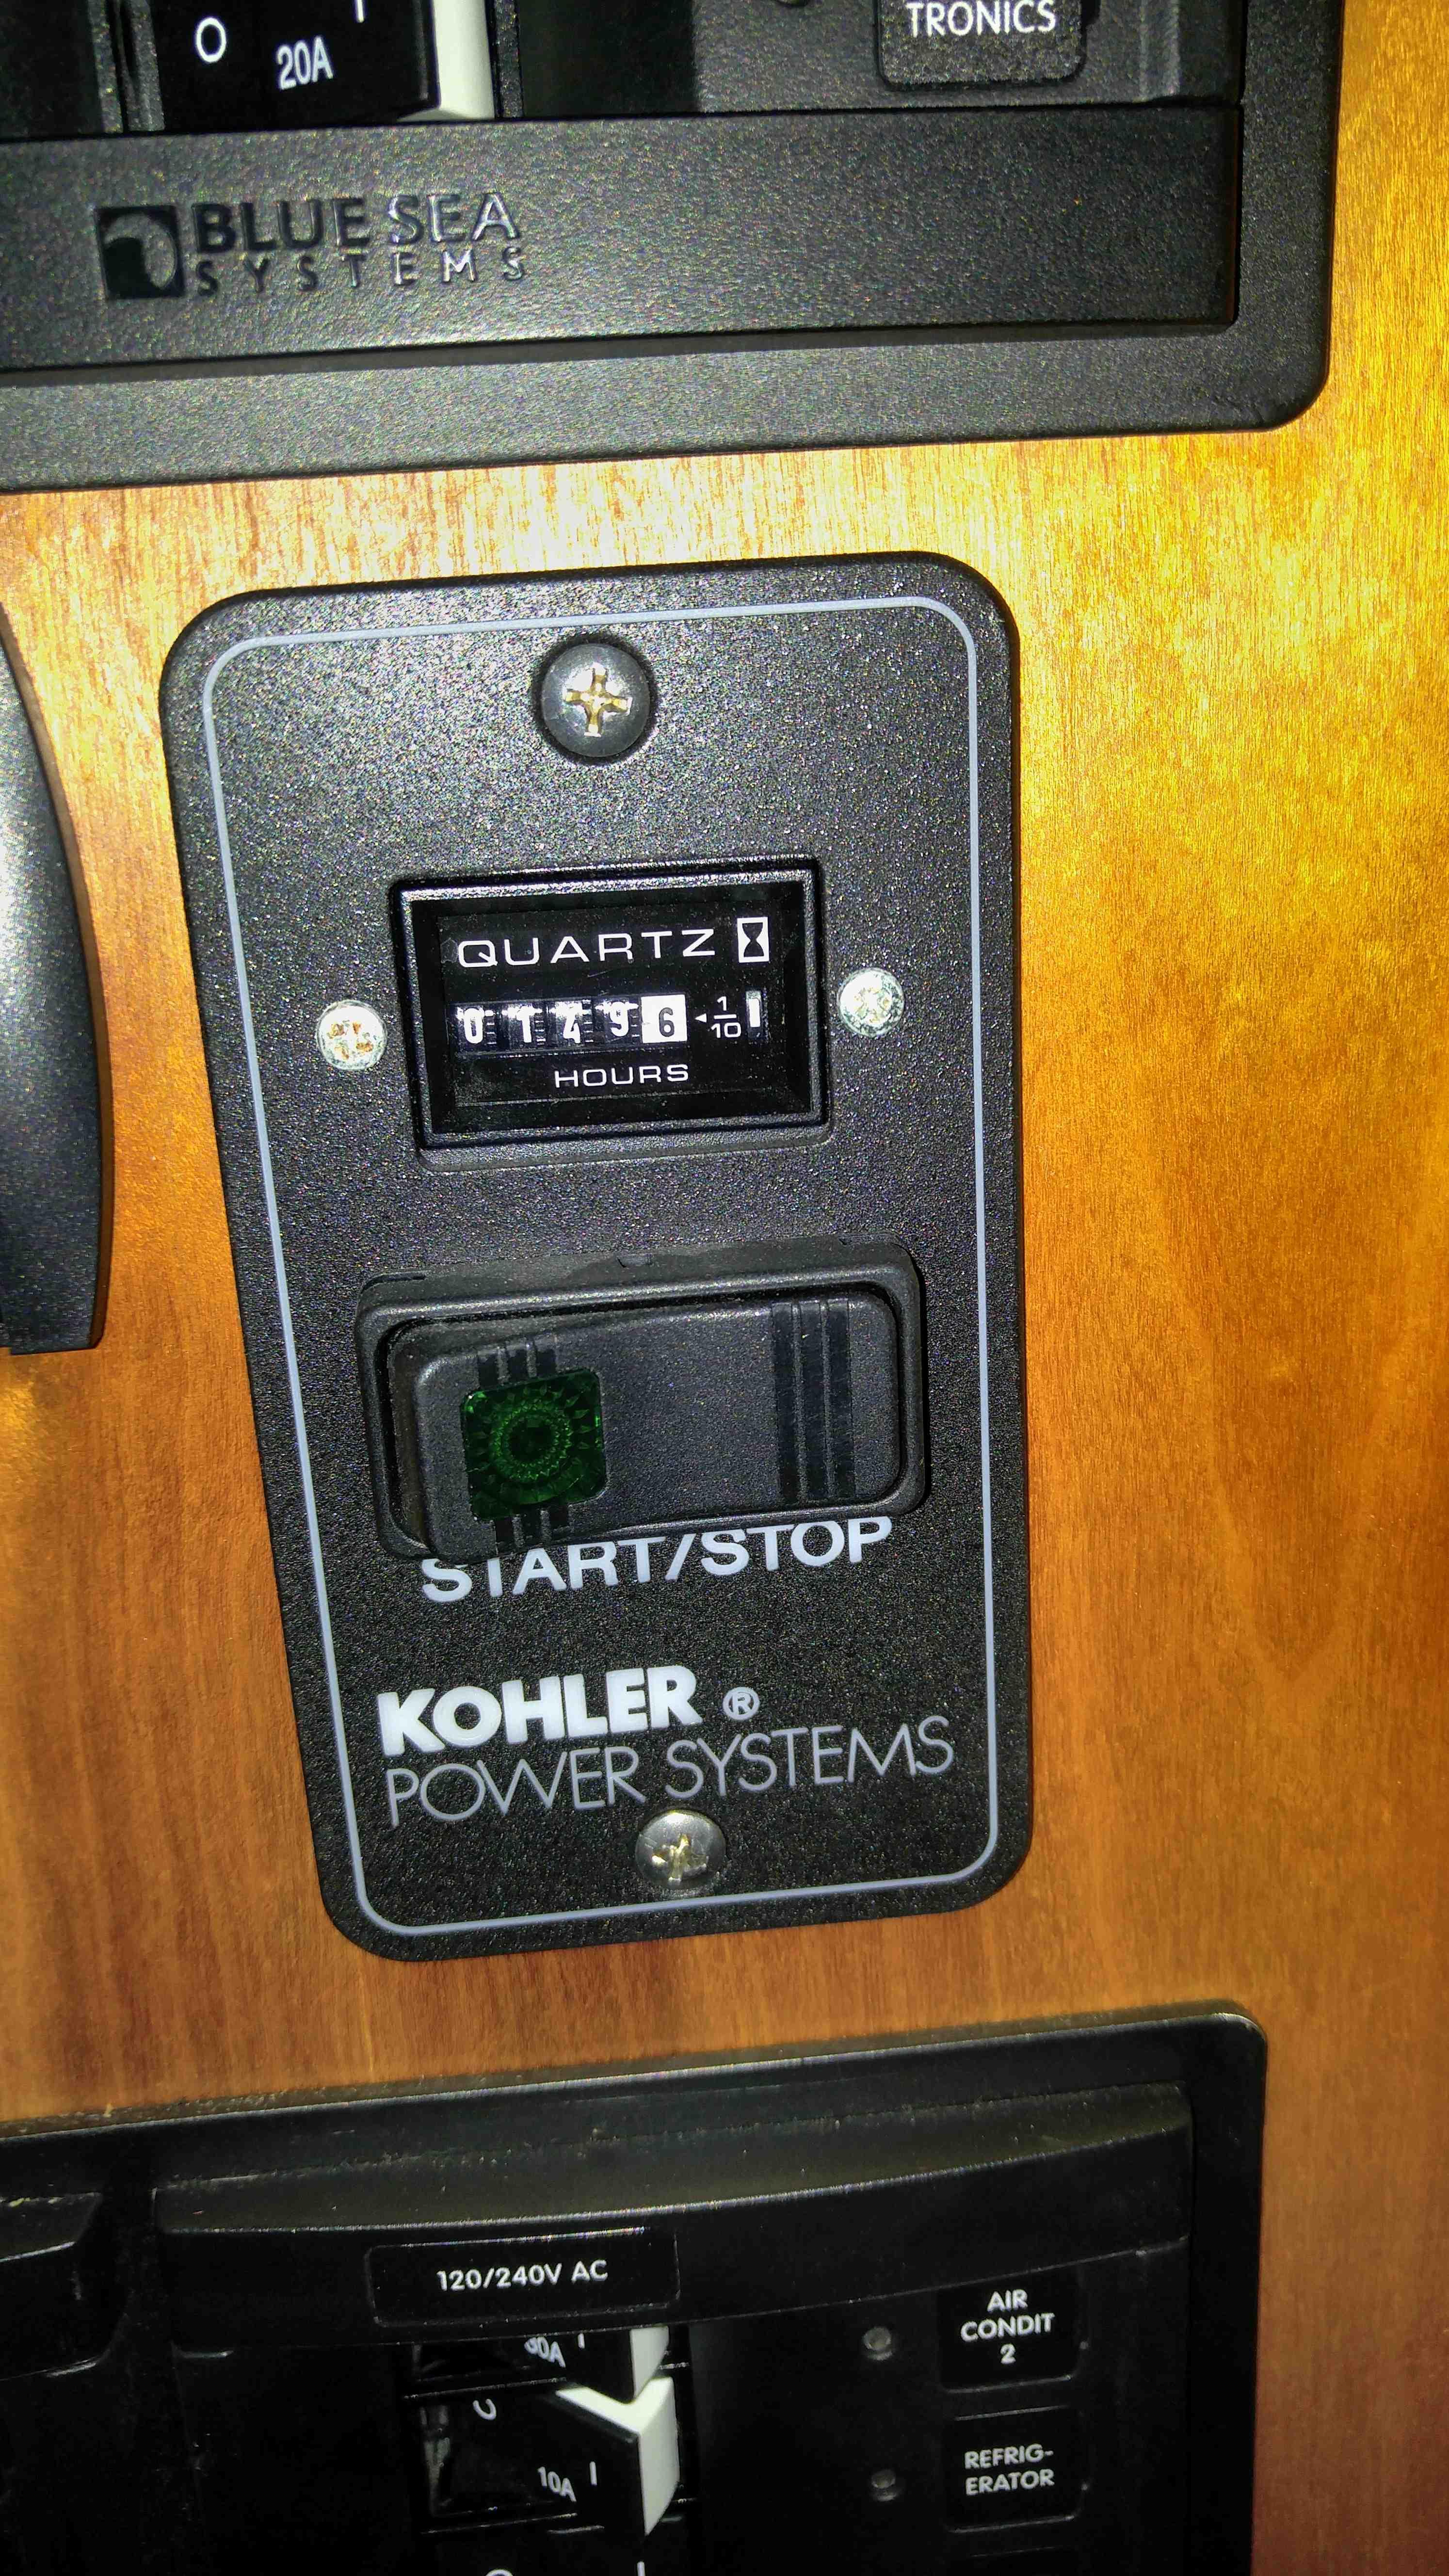 TRONICS
O
20A
BLUE SEA
SYSTEMS
QUARTZ
0 1 4 9 6 1/10
HOURS
START/STOP
KOHLER ®
POWER SYSTEMS
120/240V AC
AIR
CONDIT
2
30A I
10A I
REFRIG-
ERATOR